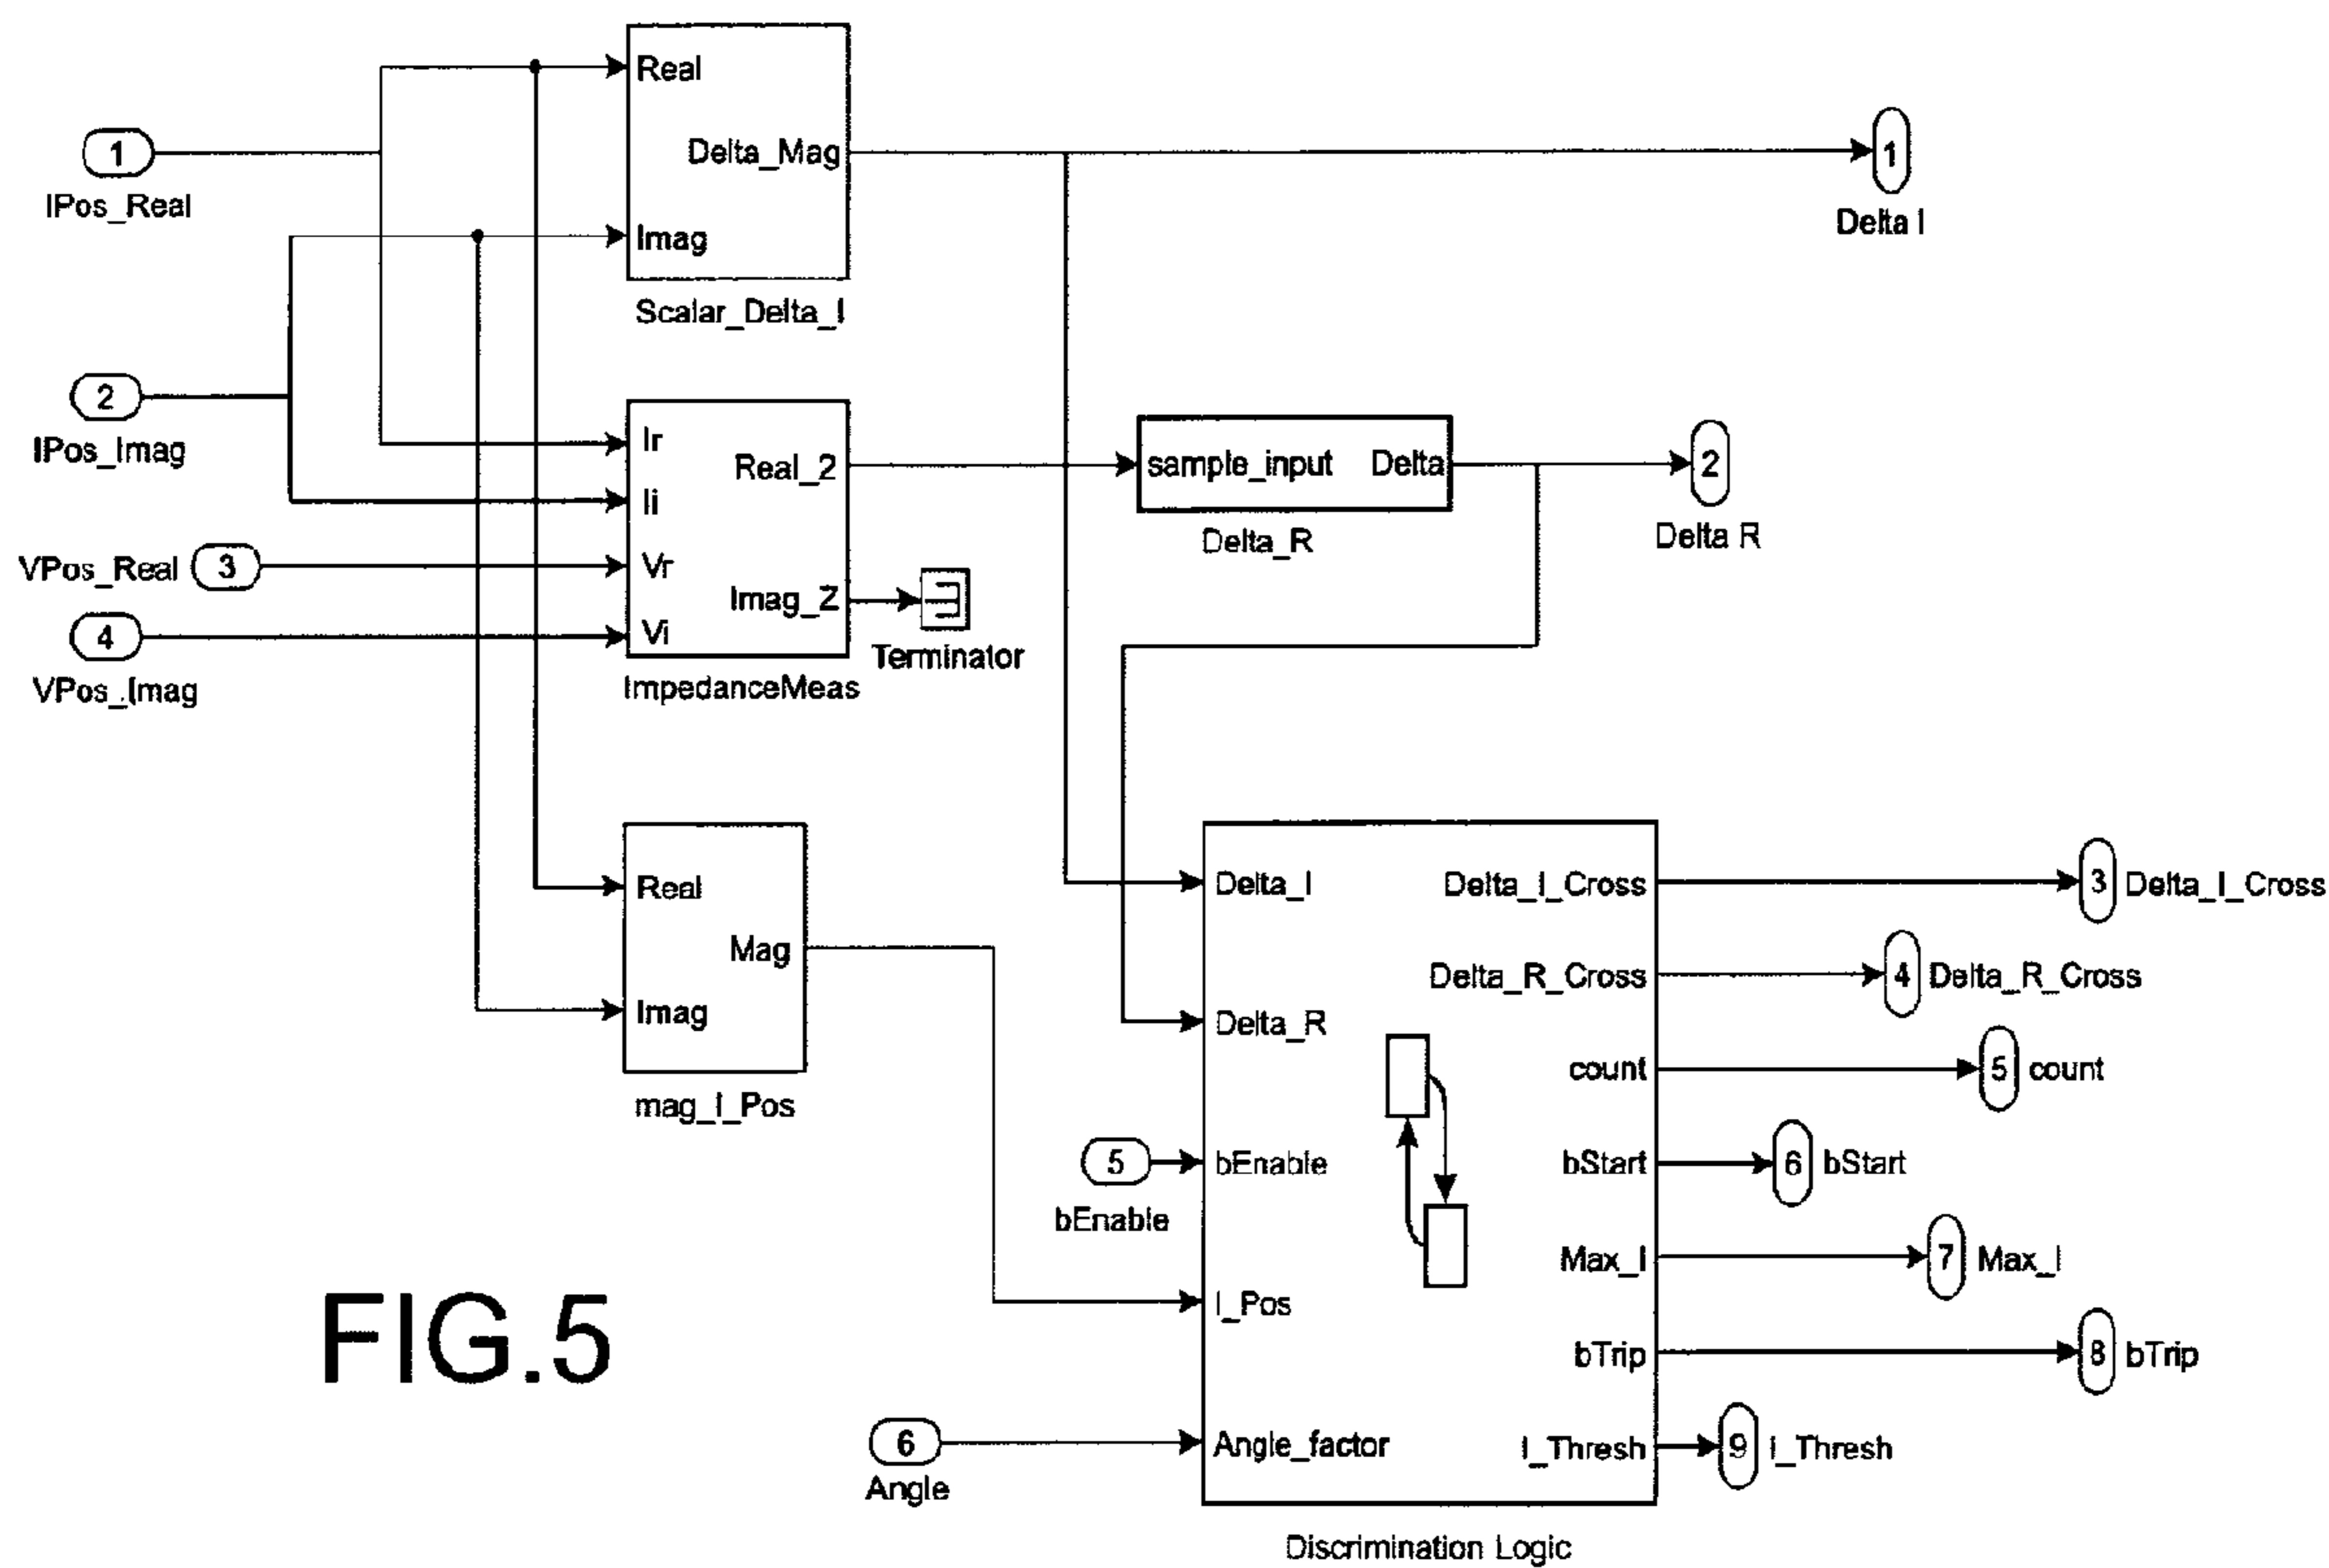 Real
Delta_Mag
Imag
Scalar_Delta_I
1
IPos_Real
1
Delta I
2
IPos_Imag
VPos_Real
3
4
VPos_Imag
Ir
Ii
Vr
Vi
Real_2
Imag_2
ImpedanceMeas
Terminator
sample_input
Delta
Delta_R
2
Delta R
Real
Mag
Imag
mag_I_Pos
5
bEnable
6
Angle
Delta_I
Delta_R
bEnable
I_Pos
Angle_factor
Delta_I_Cross
Delta_R_Cross
count
bStart
Max_I
bTrip
I_Thresh
Discrimination Logic
3 Delta_I_Cross
4 Delta_R_Cross
5 count
6 bStart
7 Max_I
8 bTrip
9 I_Thresh
FIG.5